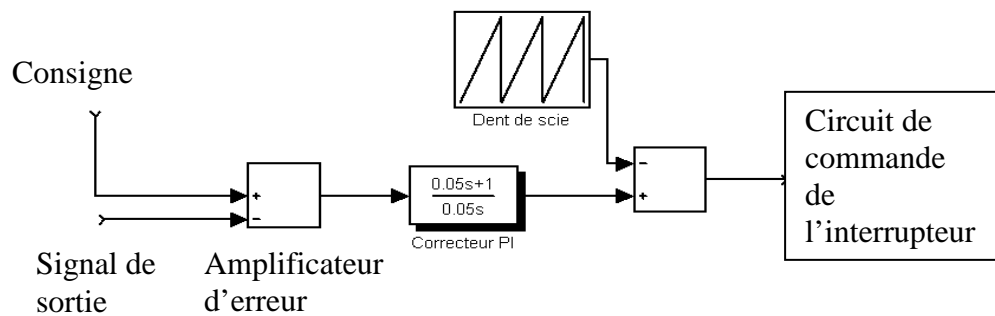 Consigne
Dent de scie
Circuit de
commande
de
l’interrupteur
+
-
0.05s+1
0.05s
Correcteur PI
-
+
Signal de
sortie
Amplificateur
d’erreur